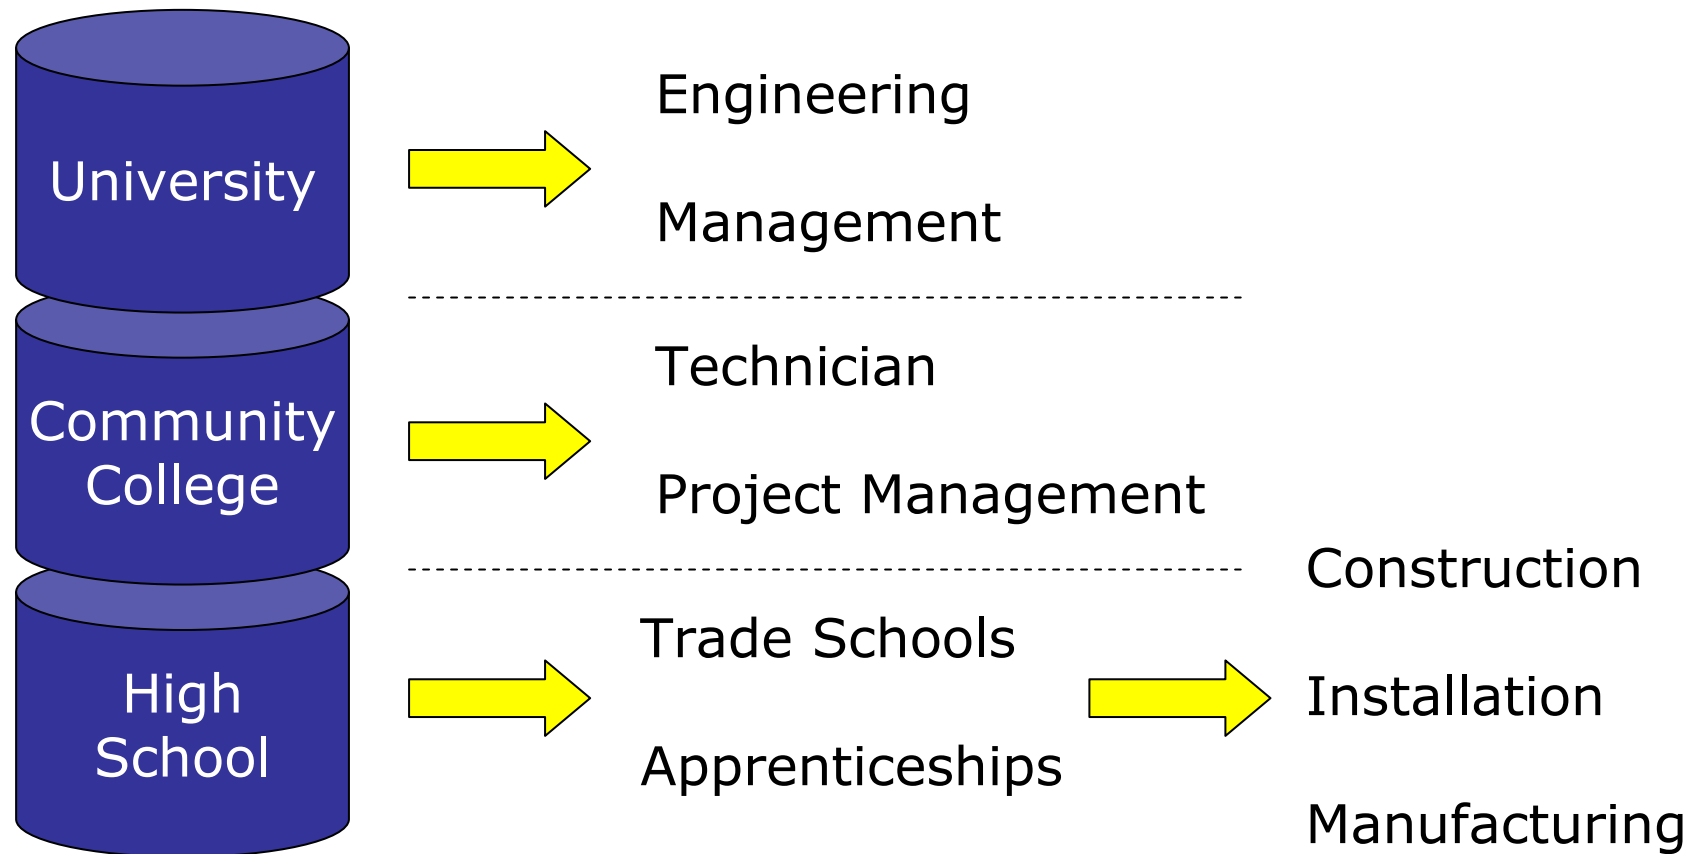 University
Engineering
Management
Community
College
Technician
Project Management
High
School
Trade Schools
Apprenticeships
Construction
Installation
Manufacturing